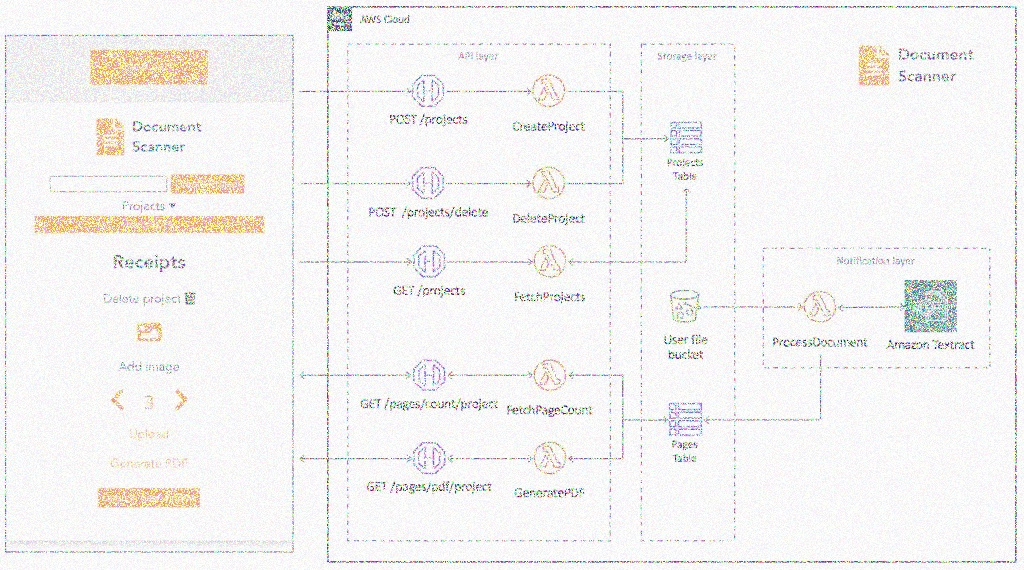 AWS Cloud
Document
Scanner
Projects
Receipts
Delete project
Add image
3
Upload
Generate PDF
API layer
POST /projects
CreateProject
POST /projects/delete
DeleteProject
GET /projects
FetchProjects
GET /pages/count/project
FetchPageCount
GET /pages/pdf/project
GeneratePDF
Storage layer
Projects
Table
User file
bucket
Pages
Table
Document
Scanner
Notification layer
ProcessDocument
Amazon Textract